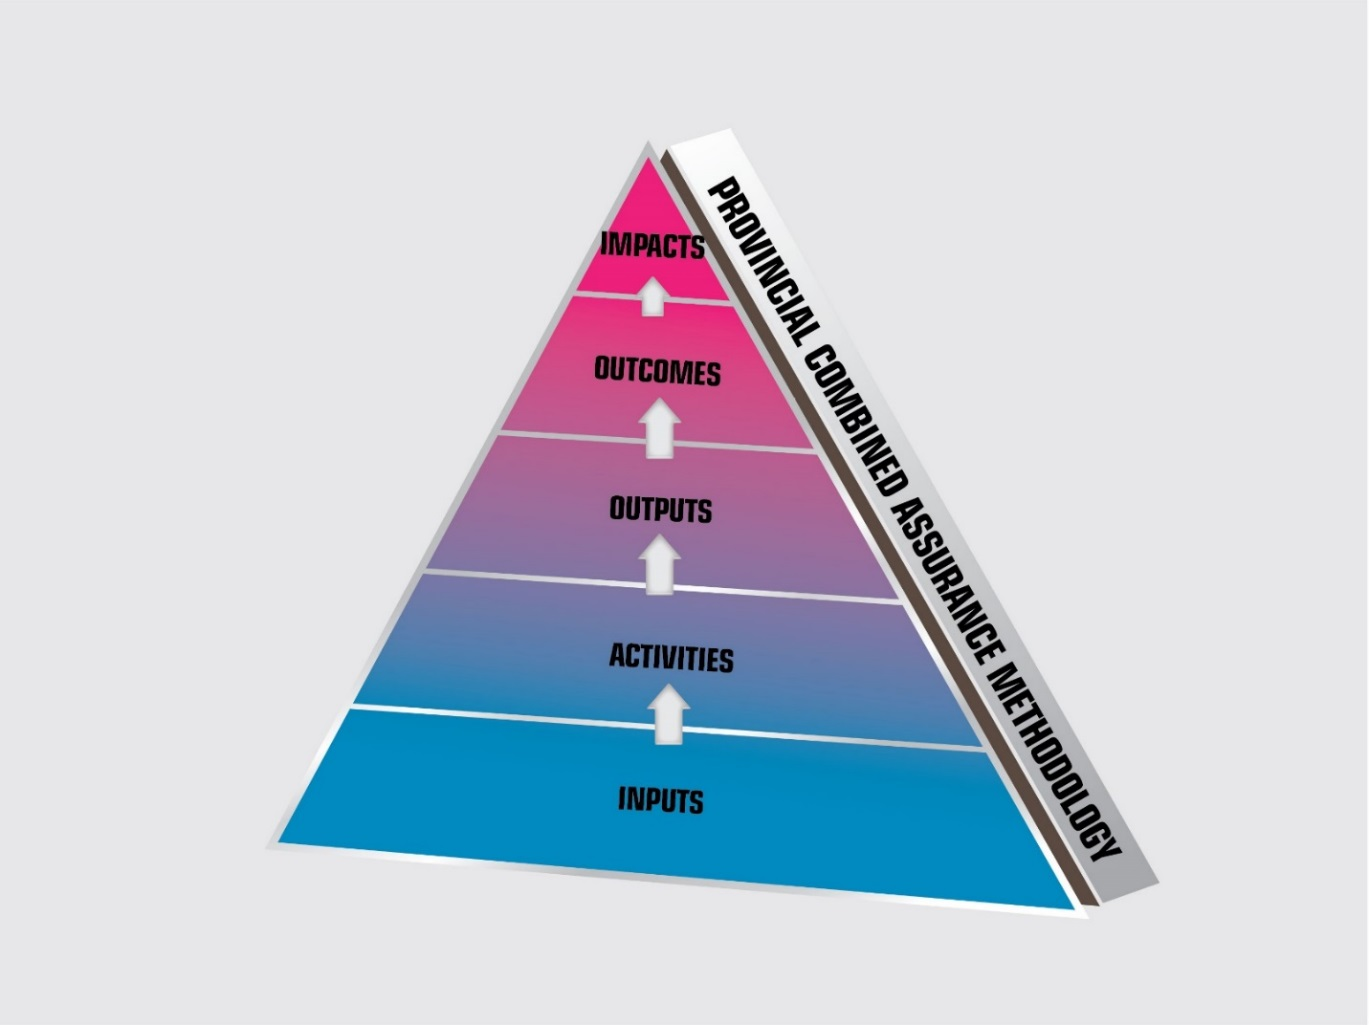 IMPACTS
OUTCOMES
OUTPUTS
ACTIVITIES
INPUTS
PROVINCIAL COMBINED ASSURANCE METHODOLOGY